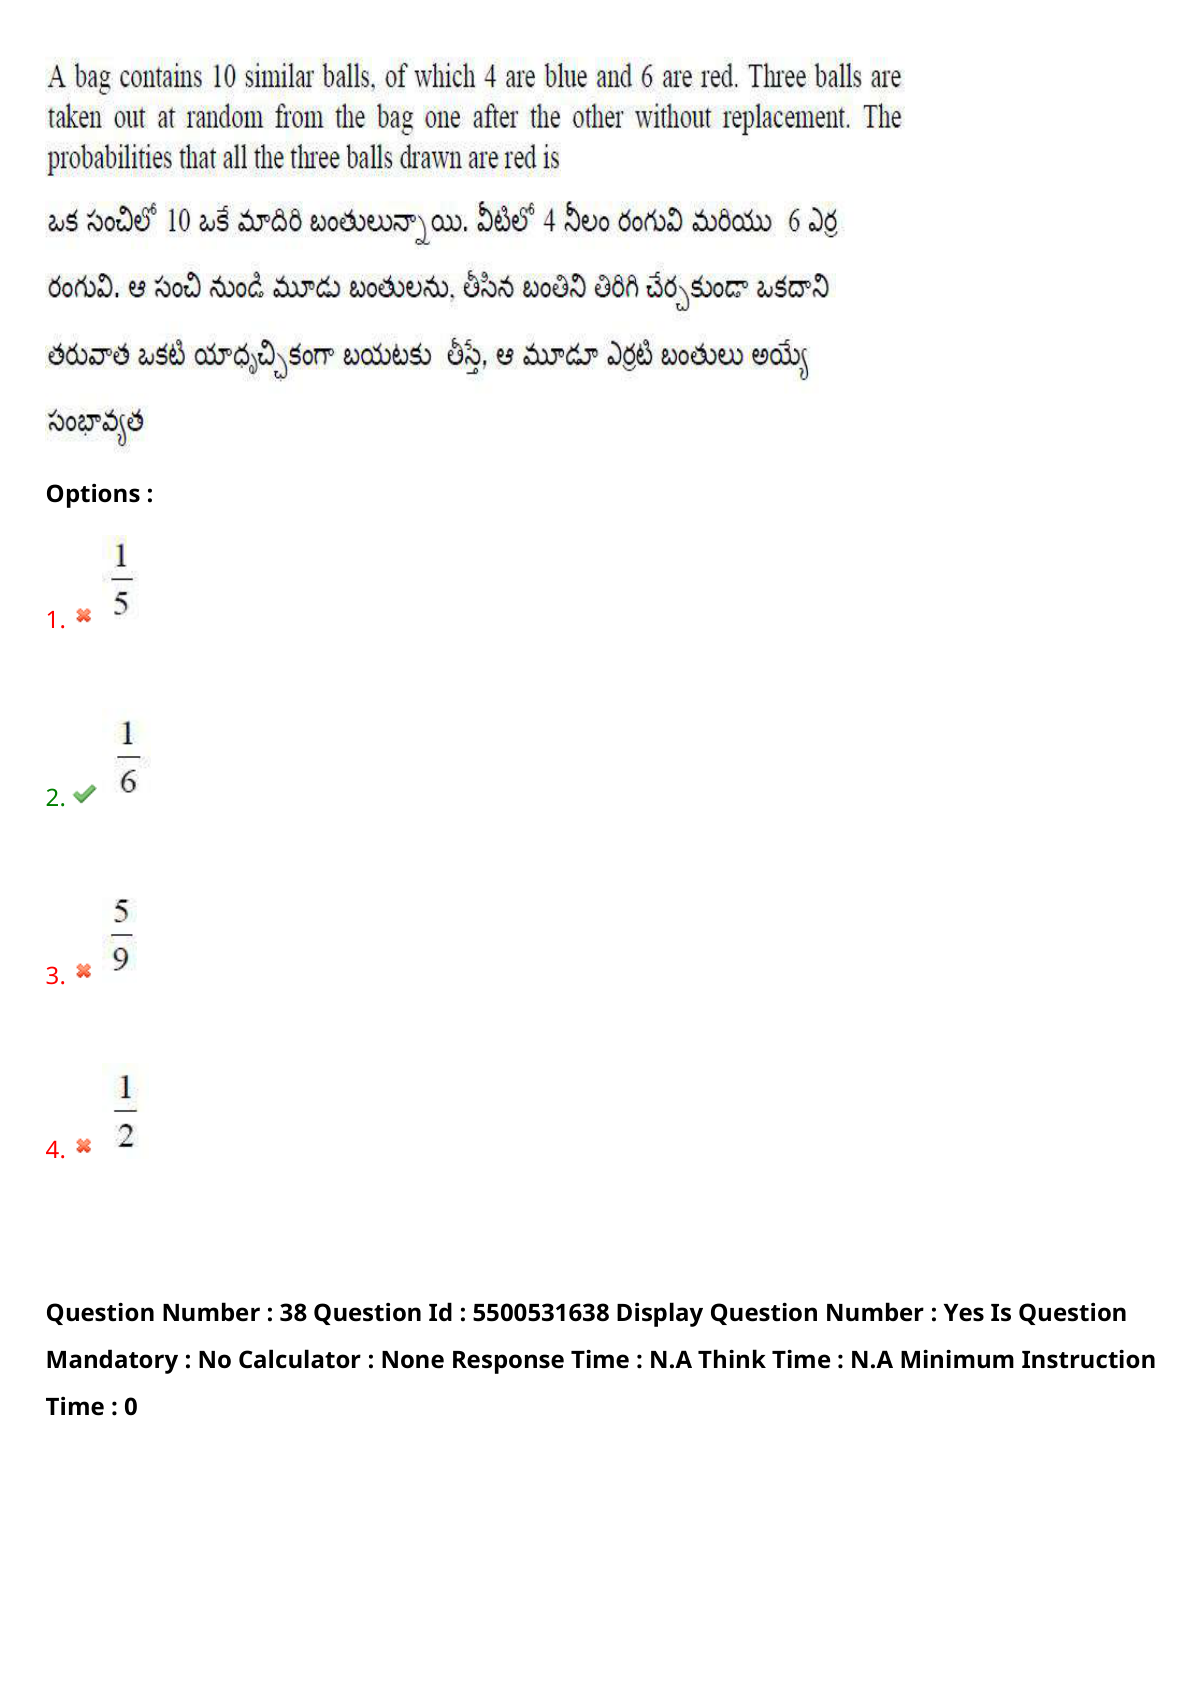 A bag contains 10 similar balls, of which 4 are blue and 6 are red. Three balls are
taken out at random from the bag one after the other without replacement. The
probabilities that all the three balls drawn are red is
ఒక సంచిలో 10 ఒకే మాదిరి బంతులున్నాయి. వీటిలో 4 నీలం రంగువి మరియు 6 ఎర్ర
రంగువి. ఆ సంచి నుండి మూడు బంతులను, తీసిన బంతిని తిరిగి చేర్చకుండా ఒకదాని
తరువాత ఒకటి యాధృచ్ఛికంగా బయటకు తీస్తే, ఆ మూడూ ఎర్రటి బంతులు అయ్యే
సంభావ్యత
Options :
1. 1/5
2. 1/6
3. 5/9
4. 1/2
Question Number : 38 Question Id : 5500531638 Display Question Number : Yes Is Question
Mandatory : No Calculator : None Response Time : N.A Think Time : N.A Minimum Instruction
Time : 0